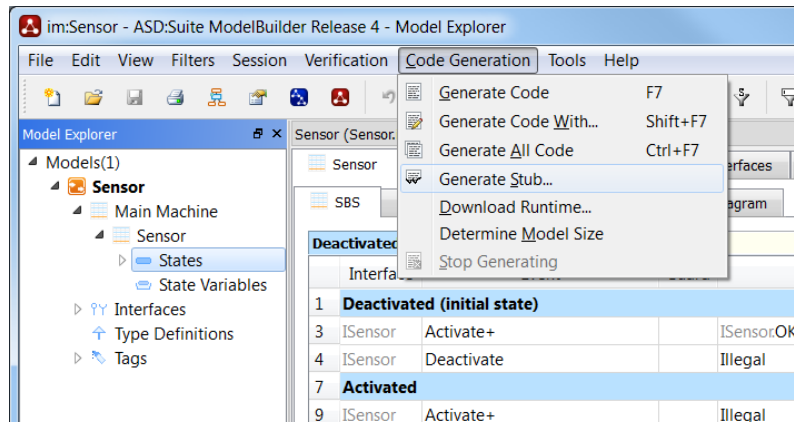 im:Sensor - ASD:Suite ModelBuilder Release 4 - Model Explorer
File Edit View Filters Session Verification Code Generation Tools Help
Generate Code F7
Generate Code With... Shift+F7
Generate All Code Ctrl+F7
Generate Stub...
Download Runtime...
Determine Model Size
Stop Generating
Model Explorer
Models(1)
Sensor
Main Machine
Sensor
States
State Variables
Interfaces
Type Definitions
Tags
Sensor (Sensor.
Sensor erfaces
SBS agram
Deactivated
Interfa
1 Deactivated (initial state)
3 ISensor Activate+ ISensor.OK
4 ISensor Deactivate Illegal
7 Activated
9 ISensor Activate+ Illegal